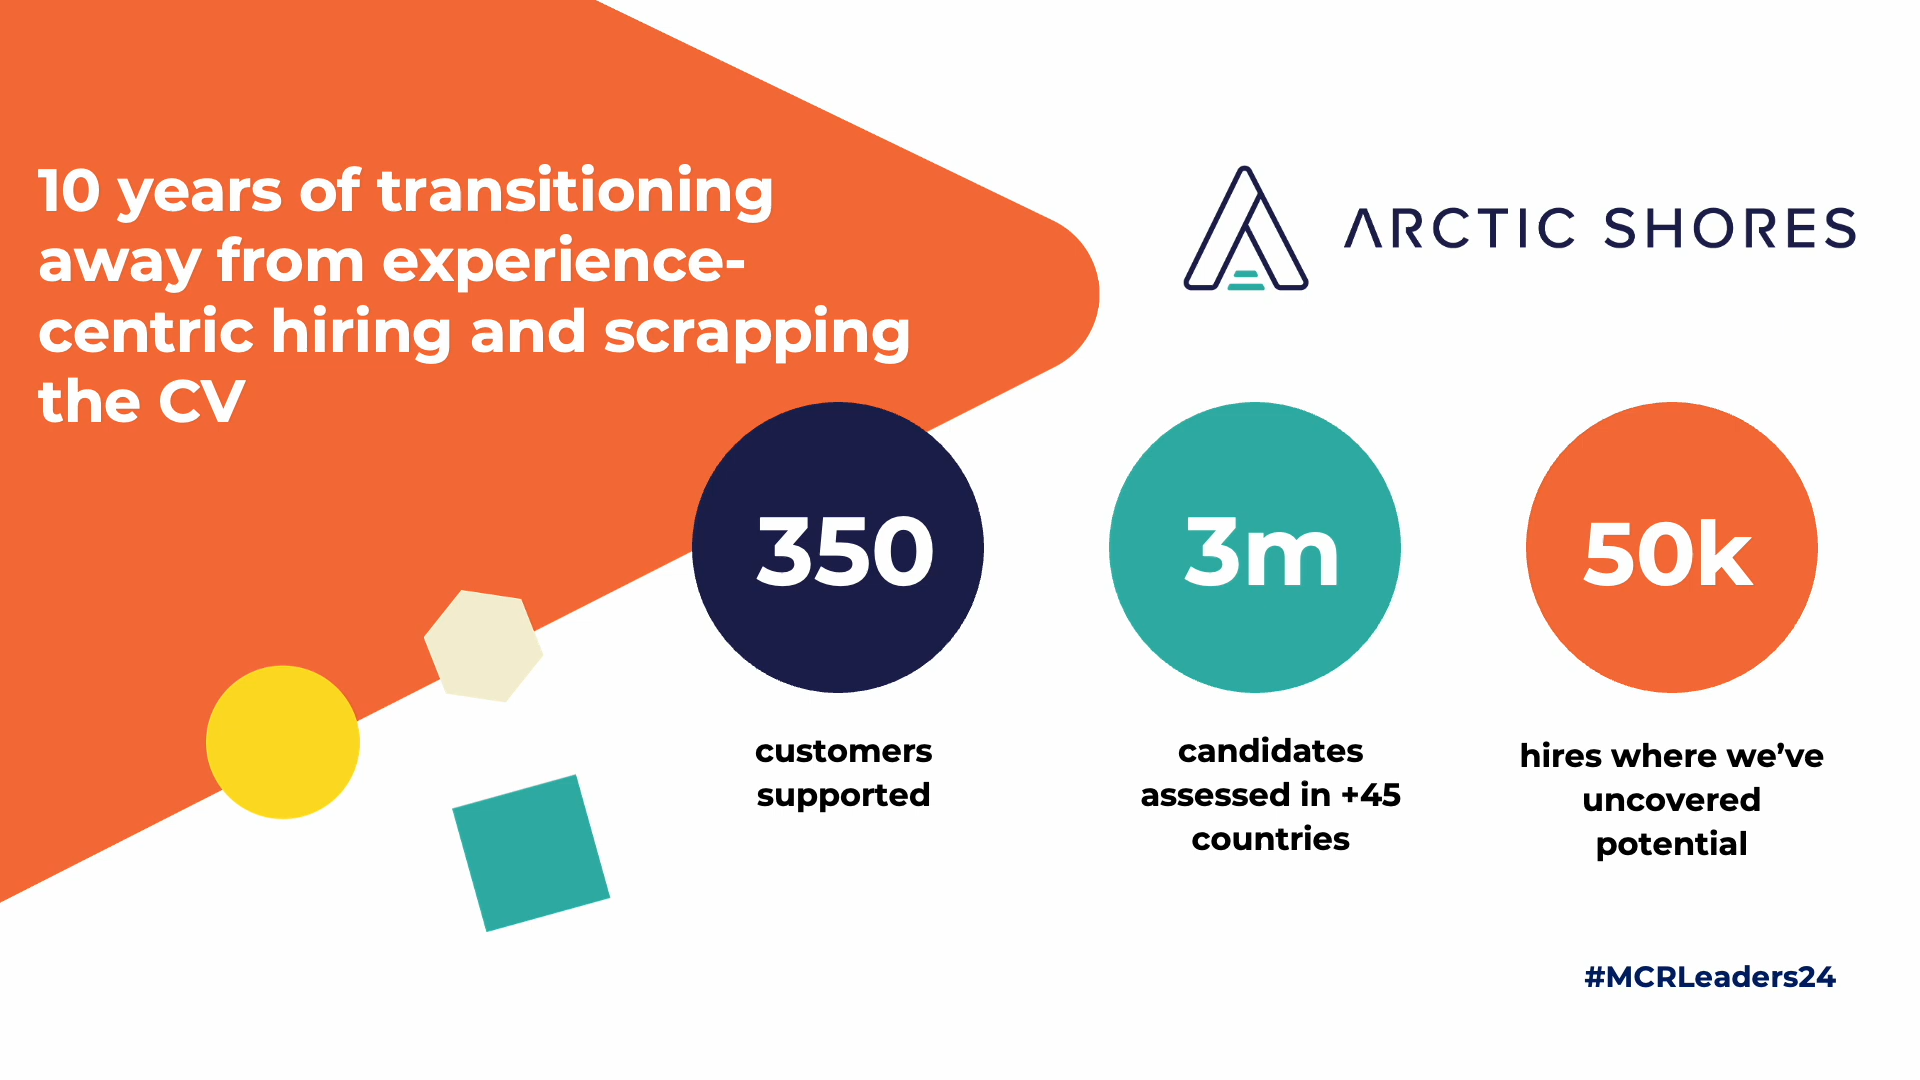 10 years of transitioning
away from experience-
centric hiring and scrapping
the CV
ARCTIC SHORES
350
customers
supported
3m
candidates
assessed in +45
countries
50k
hires where we’ve
uncovered
potential
#MCRLeaders24